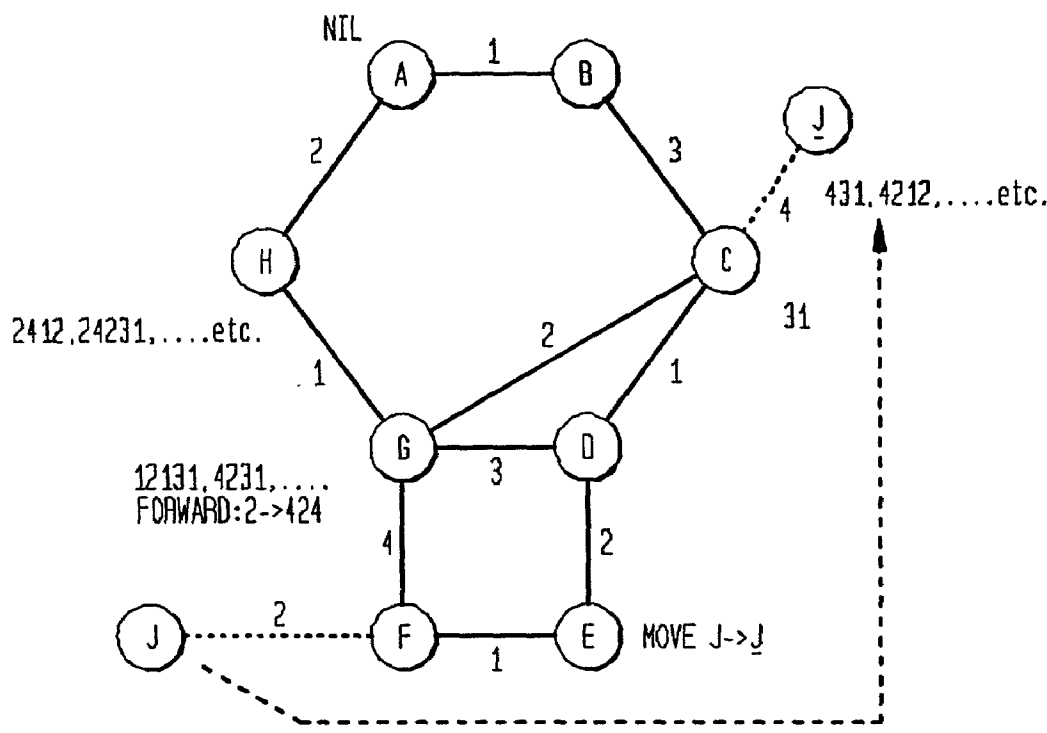 NIL
A
1
B
J
2
3
4
431,4212,....etc.
H
C
31
2412,24231,....etc.
2
1
1
G
3
D
12131,4231,....
FORWARD:2->424
4
2
J
2
F
1
E
MOVE J->J